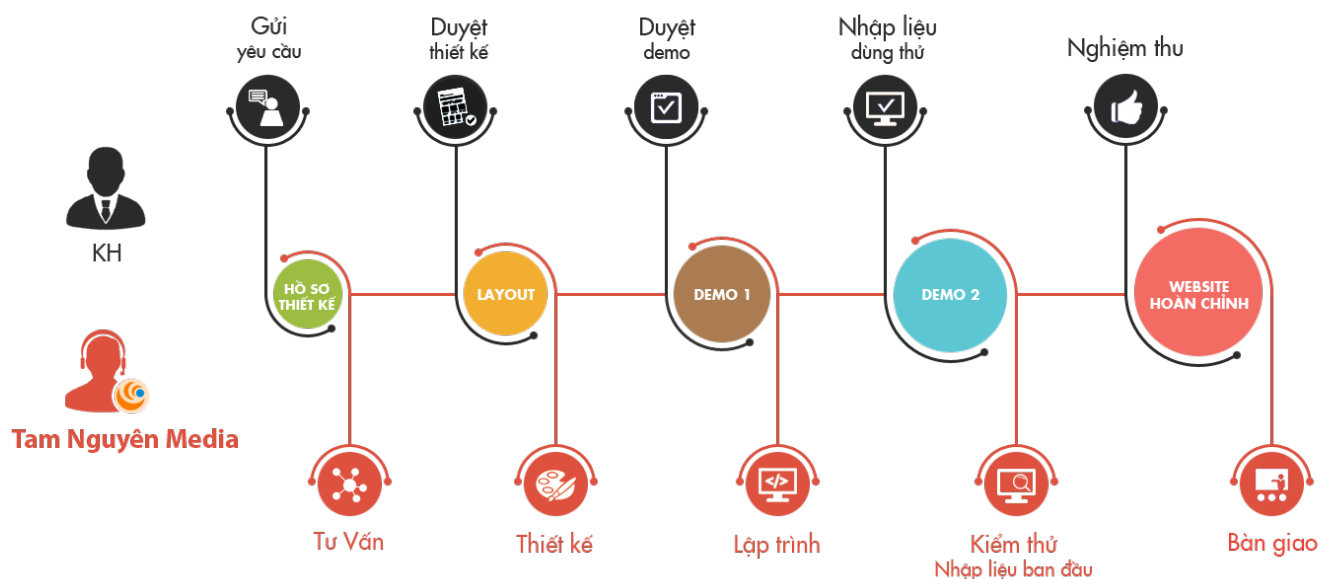 Gửi
yêu cầu
Duyệt
thiết kế
Duyệt
demo
Nhập liệu
dùng thử
Nghiệm thu
KH
HỒ SƠ
THIẾT KẾ
LAYOUT
DEMO 1
DEMO 2
WEBSITE
HOÀN CHỈNH
Tam Nguyên Media
Tư Vấn
Thiết kế
</>
Lập trình
Kiểm thử
Nhập liệu ban đầu
Bàn giao